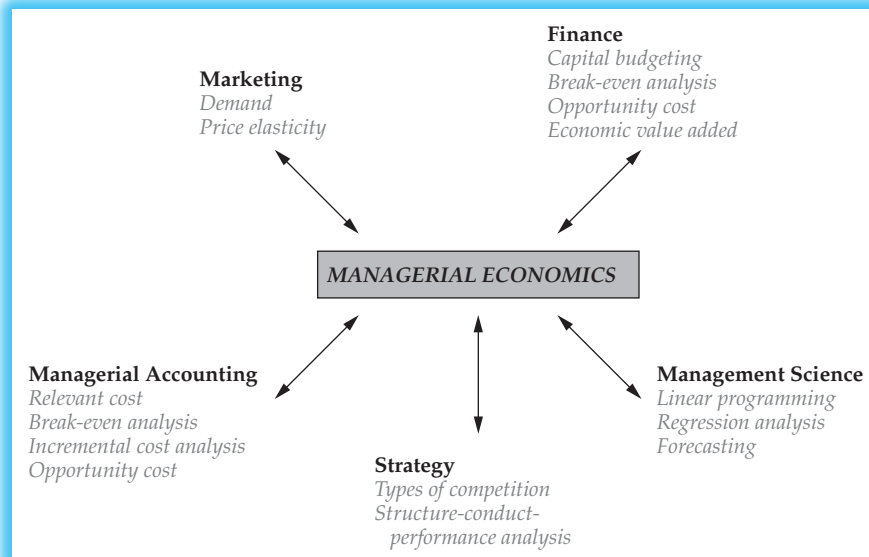 Marketing
Demand
Price elasticity
Finance
Capital budgeting
Break-even analysis
Opportunity cost
Economic value added
MANAGERIAL ECONOMICS
Managerial Accounting
Relevant cost
Break-even analysis
Incremental cost analysis
Opportunity cost
Strategy
Types of competition
Structure-conduct-
performance analysis
Management Science
Linear programming
Regression analysis
Forecasting